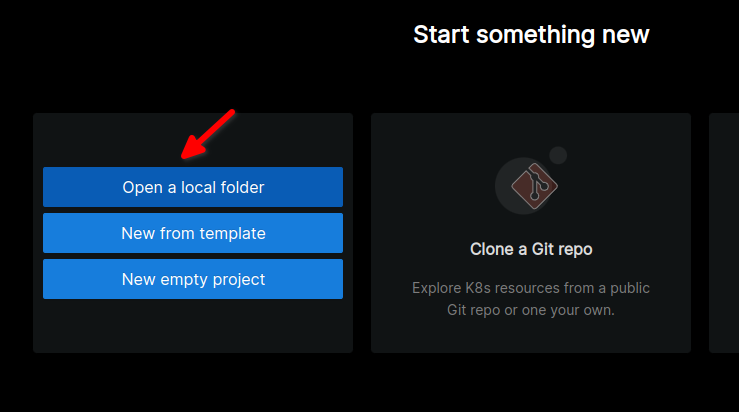 Start something new
Open a local folder
New from template
New empty project
Clone a Git repo
Explore K8s resources from a public
Git repo or one your own.